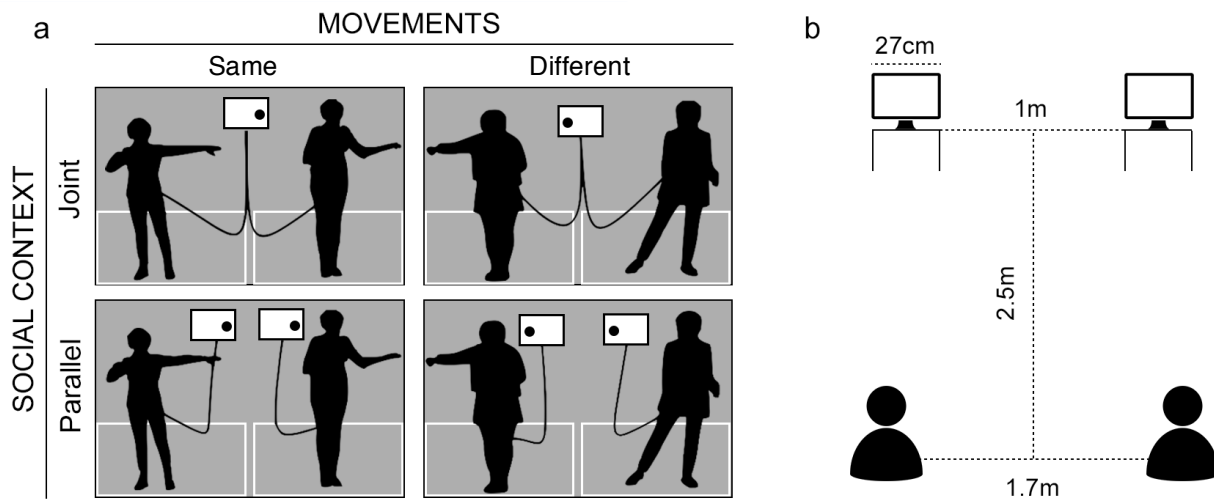 a
MOVEMENTS
Same
Different
SOCIAL CONTEXT
Joint
Parallel
b
27cm
1m
2.5m
1.7m